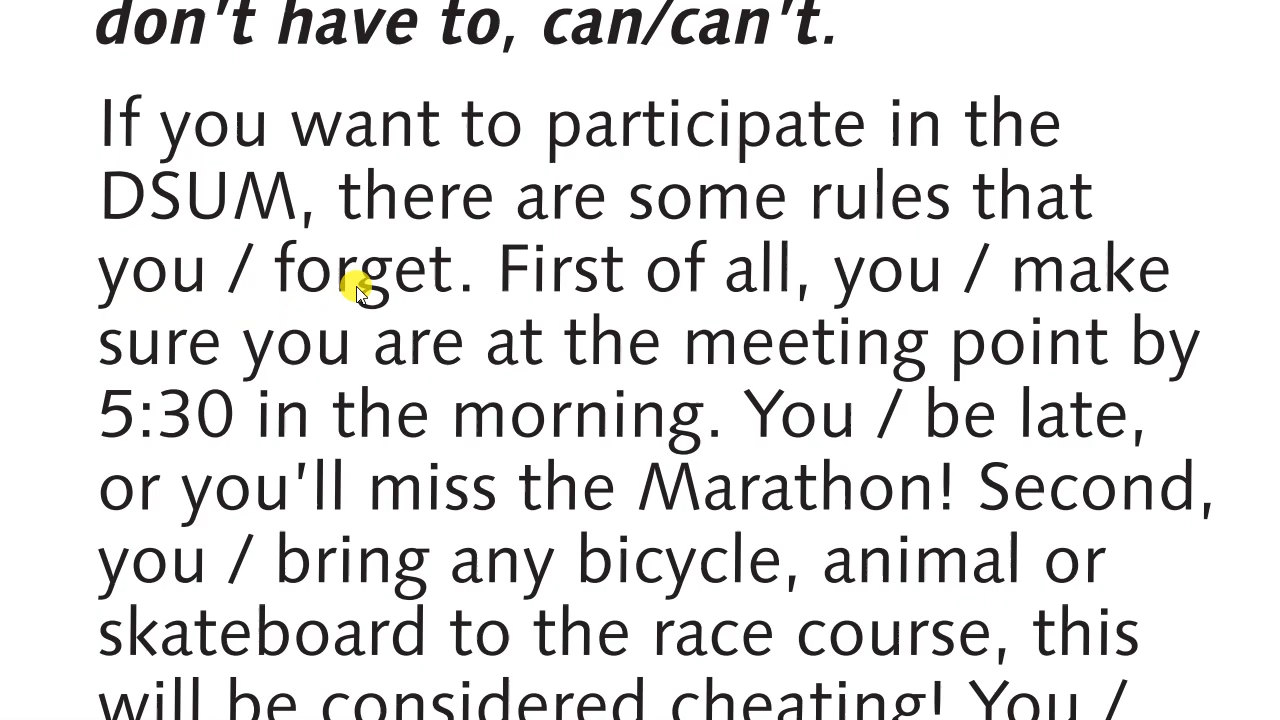 don't have to, can/can't.
If you want to participate in the
DSUM, there are some rules that
you / forget. First of all, you / make
sure you are at the meeting point by
5:30 in the morning. You / be late,
or you'll miss the Marathon! Second,
you / bring any bicycle, animal or
skateboard to the race course, this
will be considered cheating! You /